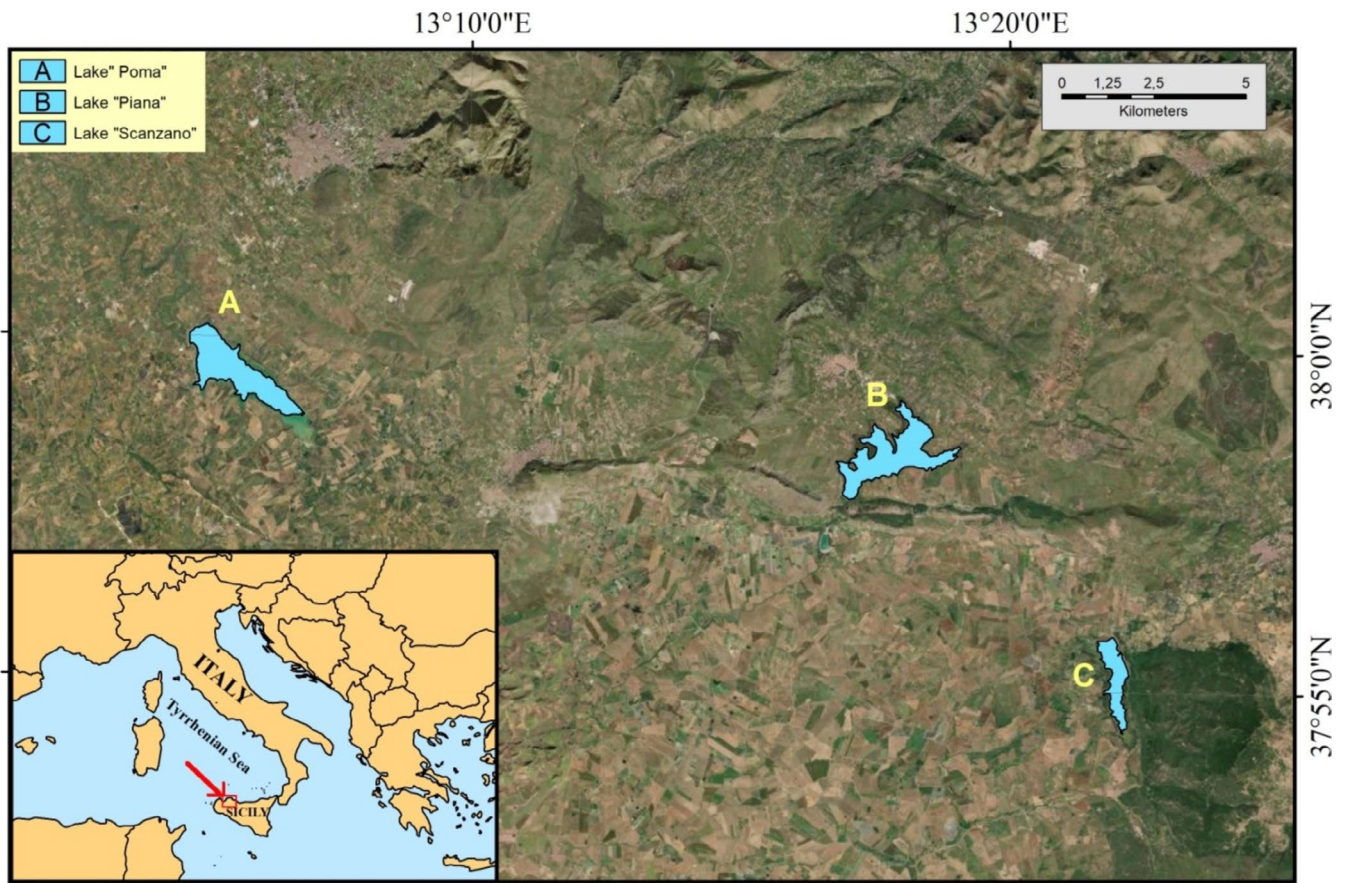 13°10'0"E
13°20'0"E
A Lake" Poma"
B Lake "Piana"
C Lake "Scanzano"
0 1,25 2,5 5
Kilometers
A
B
38°0'0"N
C
37°55'0"N
ITALY
Tyrrhenian Sea
SICILY